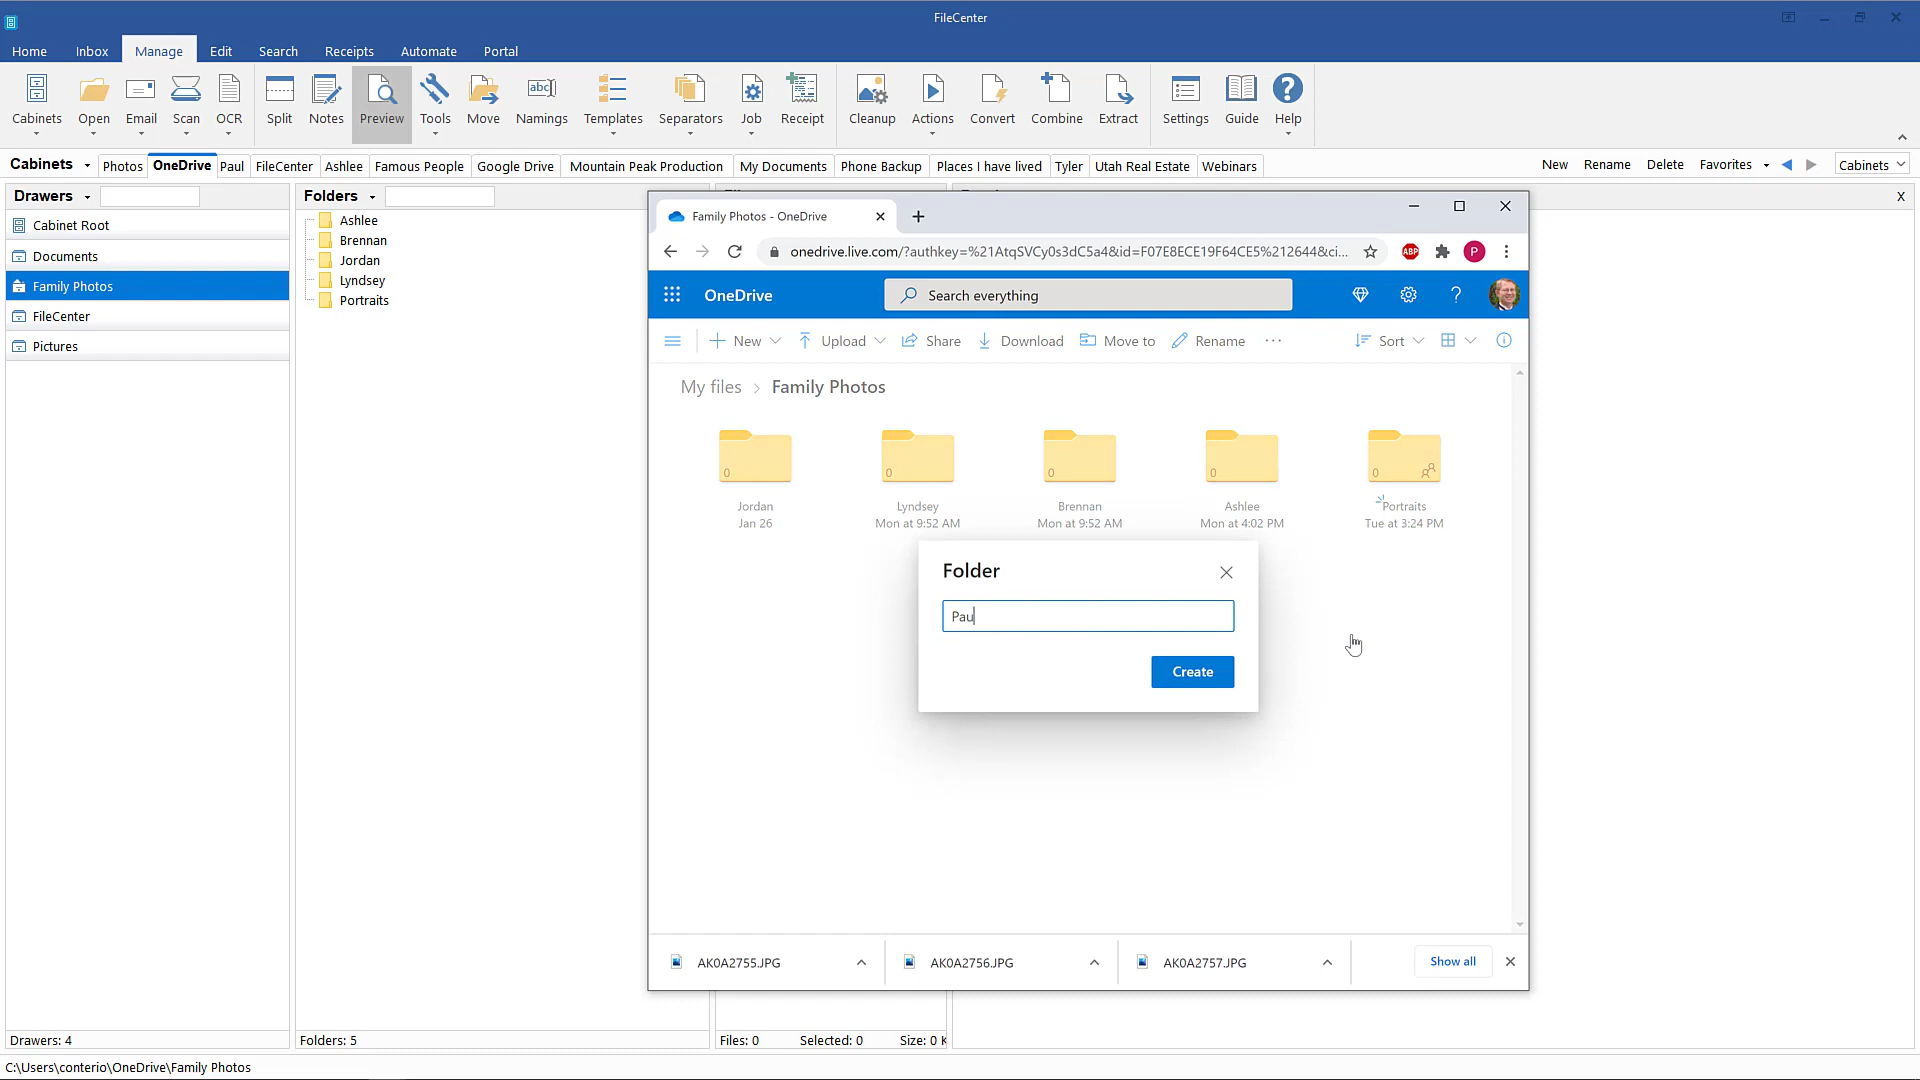 FileCenter
Home Inbox Manage Edit Search Receipts Automate Portal
Cabinets Open Email Scan OCR Split Notes Preview Tools Move Namings Templates Separators Job Receipt Cleanup Actions Convert Combine Extract Settings Guide Help
Cabinets Photos OneDrive Paul FileCenter Ashlee Famous People Google Drive Mountain Peak Production My Documents Phone Backup Places I have lived Tyler Utah Real Estate Webinars New Rename Delete Favorites Cabinets
Drawers
Cabinet Root
Documents
Family Photos
FileCenter
Pictures
Drawers: 4
Folders
Ashlee
Brennan
Jordan
Lyndsey
Portraits
Folders: 5
Files: 0 Selected: 0 Size: 0 K
Family Photos - OneDrive
onedrive.live.com/?authkey=%21AtqSVCy0s3dC5a4&id=F07E8ECE19F64CE5%212644&ci...
ABP
P
OneDrive Search everything
New Upload Share Download Move to Rename Sort
My files > Family Photos
0 0 0 0 0
Jordan Lyndsey Brennan Ashlee Portraits
Jan 26 Mon at 9:52 AM Mon at 9:52 AM Mon at 4:02 PM Tue at 3:24 PM
Folder
Pau
Create
AK0A2755.JPG AK0A2756.JPG AK0A2757.JPG Show all
C:\Users\conterio\OneDrive\Family Photos